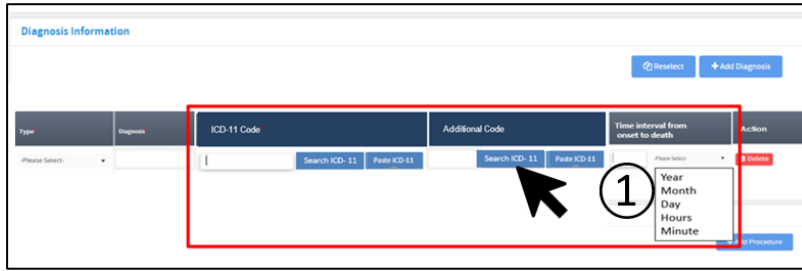 Diagnosis Information
Reselect
+ Add Diagnosis
Type*
Diagnosis*
ICD-11 Code*
Additional Code
Time interval from
onset to death
Action
-Please Select-
Search ICD- 11
Paste ICD-11
Search ICD- 11
Paste ICD-11
-Please Select-
Delete
1
Year
Month
Day
Hours
Minute
Procedure